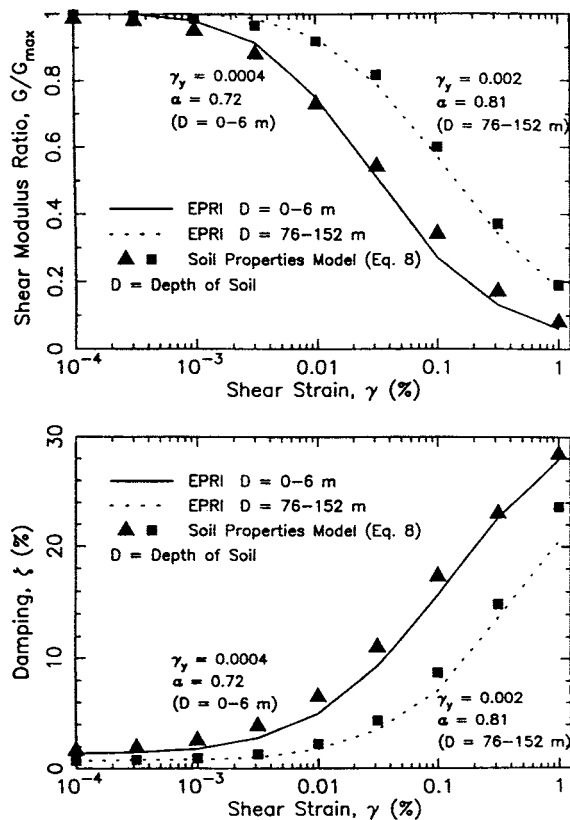 Shear Modulus Ratio, G/Gmax
1
0.8
0.6
0.4
0.2
0
γy = 0.0004
α = 0.72
(D = 0–6 m)
γy = 0.002
α = 0.81
(D = 76–152 m)
EPRI D = 0–6 m
EPRI D = 76–152 m
Soil Properties Model (Eq. 8)
D = Depth of Soil
10⁻⁴
10⁻³
0.01
0.1
1
Shear Strain, γ (%)
Damping, ζ (%)
30
20
10
0
EPRI D = 0–6 m
EPRI D = 76–152 m
Soil Properties Model (Eq. 8)
D = Depth of Soil
γy = 0.0004
α = 0.72
(D = 0–6 m)
γy = 0.002
α = 0.81
(D = 76–152 m)
10⁻⁴
10⁻³
0.01
0.1
1
Shear Strain, γ (%)